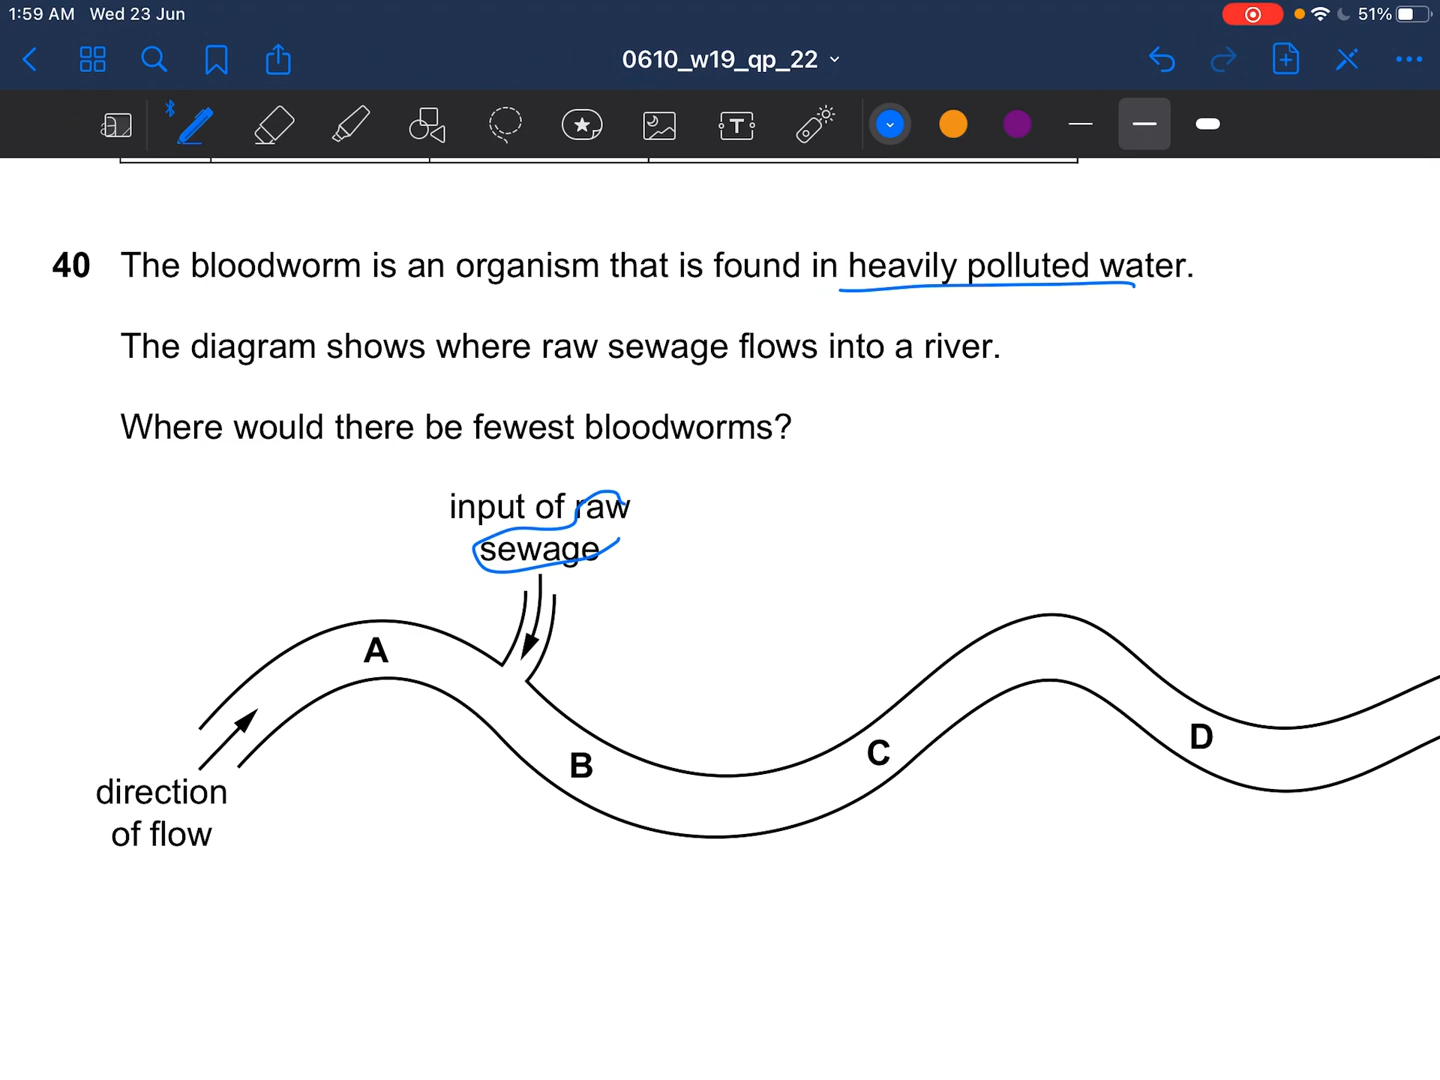 1:59 AM Wed 23 Jun
51%
0610_w19_qp_22
T
40 The bloodworm is an organism that is found in heavily polluted water.
The diagram shows where raw sewage flows into a river.
Where would there be fewest bloodworms?
input of raw
sewage
A
B
C
D
direction
of flow